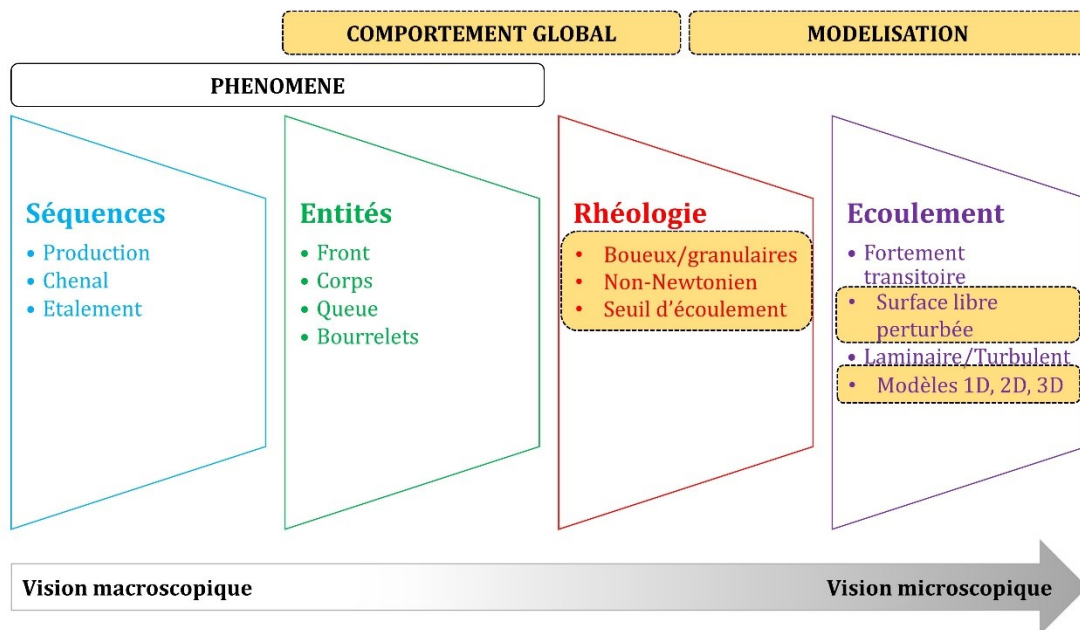 COMPORTEMENT GLOBAL
MODELISATION
PHENOMENE
Séquences
• Production
• Chenal
• Etalement
Entités
• Front
• Corps
• Queue
• Bourrelets
Rhéologie
• Boueux/granulaires
• Non-Newtonien
• Seuil d'écoulement
Ecoulement
• Fortement
transitoire
• Surface libre
perturbée
• Laminaire/Turbulent
• Modèles 1D, 2D, 3D
Vision macroscopique
Vision microscopique